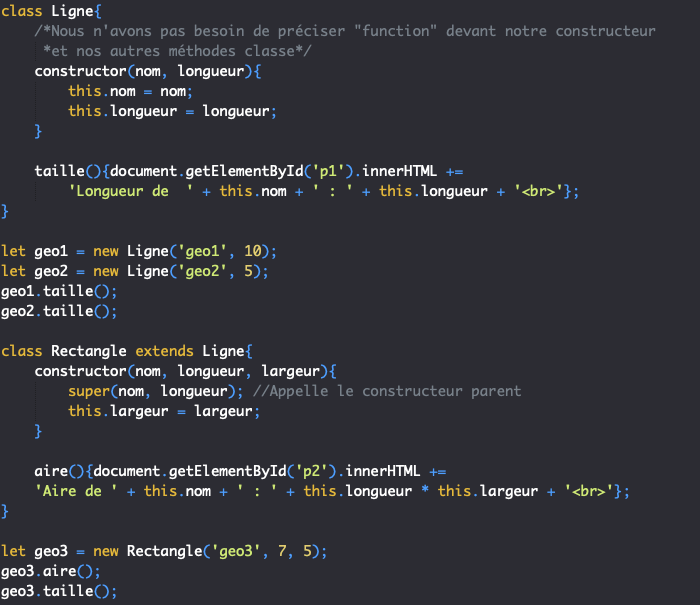 class Ligne{
    /*Nous n'avons pas besoin de préciser "function" devant notre constructeur
     *et nos autres méthodes classe*/
    constructor(nom, longueur){
        this.nom = nom;
        this.longueur = longueur;
    }

    taille(){document.getElementById('p1').innerHTML +=
        'Longueur de  ' + this.nom + ' : ' + this.longueur + '<br>'};
}

let geo1 = new Ligne('geo1', 10);
let geo2 = new Ligne('geo2', 5);
geo1.taille();
geo2.taille();

class Rectangle extends Ligne{
    constructor(nom, longueur, largeur){
        super(nom, longueur); //Appelle le constructeur parent
        this.largeur = largeur;
    }

    aire(){document.getElementById('p2').innerHTML +=
    'Aire de ' + this.nom + ' : ' + this.longueur * this.largeur + '<br>'};
}

let geo3 = new Rectangle('geo3', 7, 5);
geo3.aire();
geo3.taille();